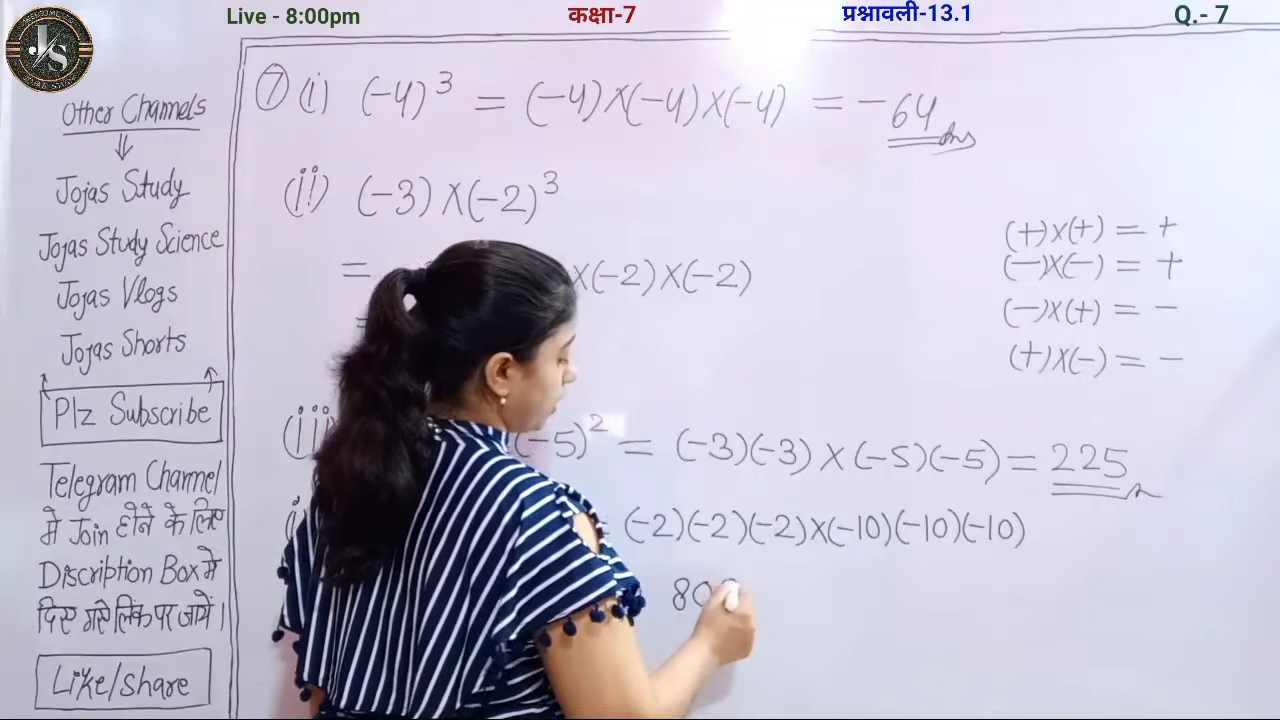 Live - 8:00pm
कक्षा-7
प्रश्नावली-13.1
Q.- 7
J/S
Other Channels
⇓
Jojas Study
Jojas Study Science
Jojas Vlogs
Jojas Shorts
Plz Subscribe
Telegram Channel
मे Join होने के लिए
Discription Box मे
दिए गये लिंक पर जायें।
Like/share
⑦ (i) (-4)³ = (-4)×(-4)×(-4) = -64 Ans
(ii) (-3)×(-2)³
= ×(-2)×(-2)
=
(+)×(+) = +
(-)×(-) = +
(-)×(+) = -
(+)×(-) = -
(iii) (-5)² = (-3)(-3)×(-5)(-5) = 225
(-2)(-2)(-2)×(-10)(-10)(-10)
80